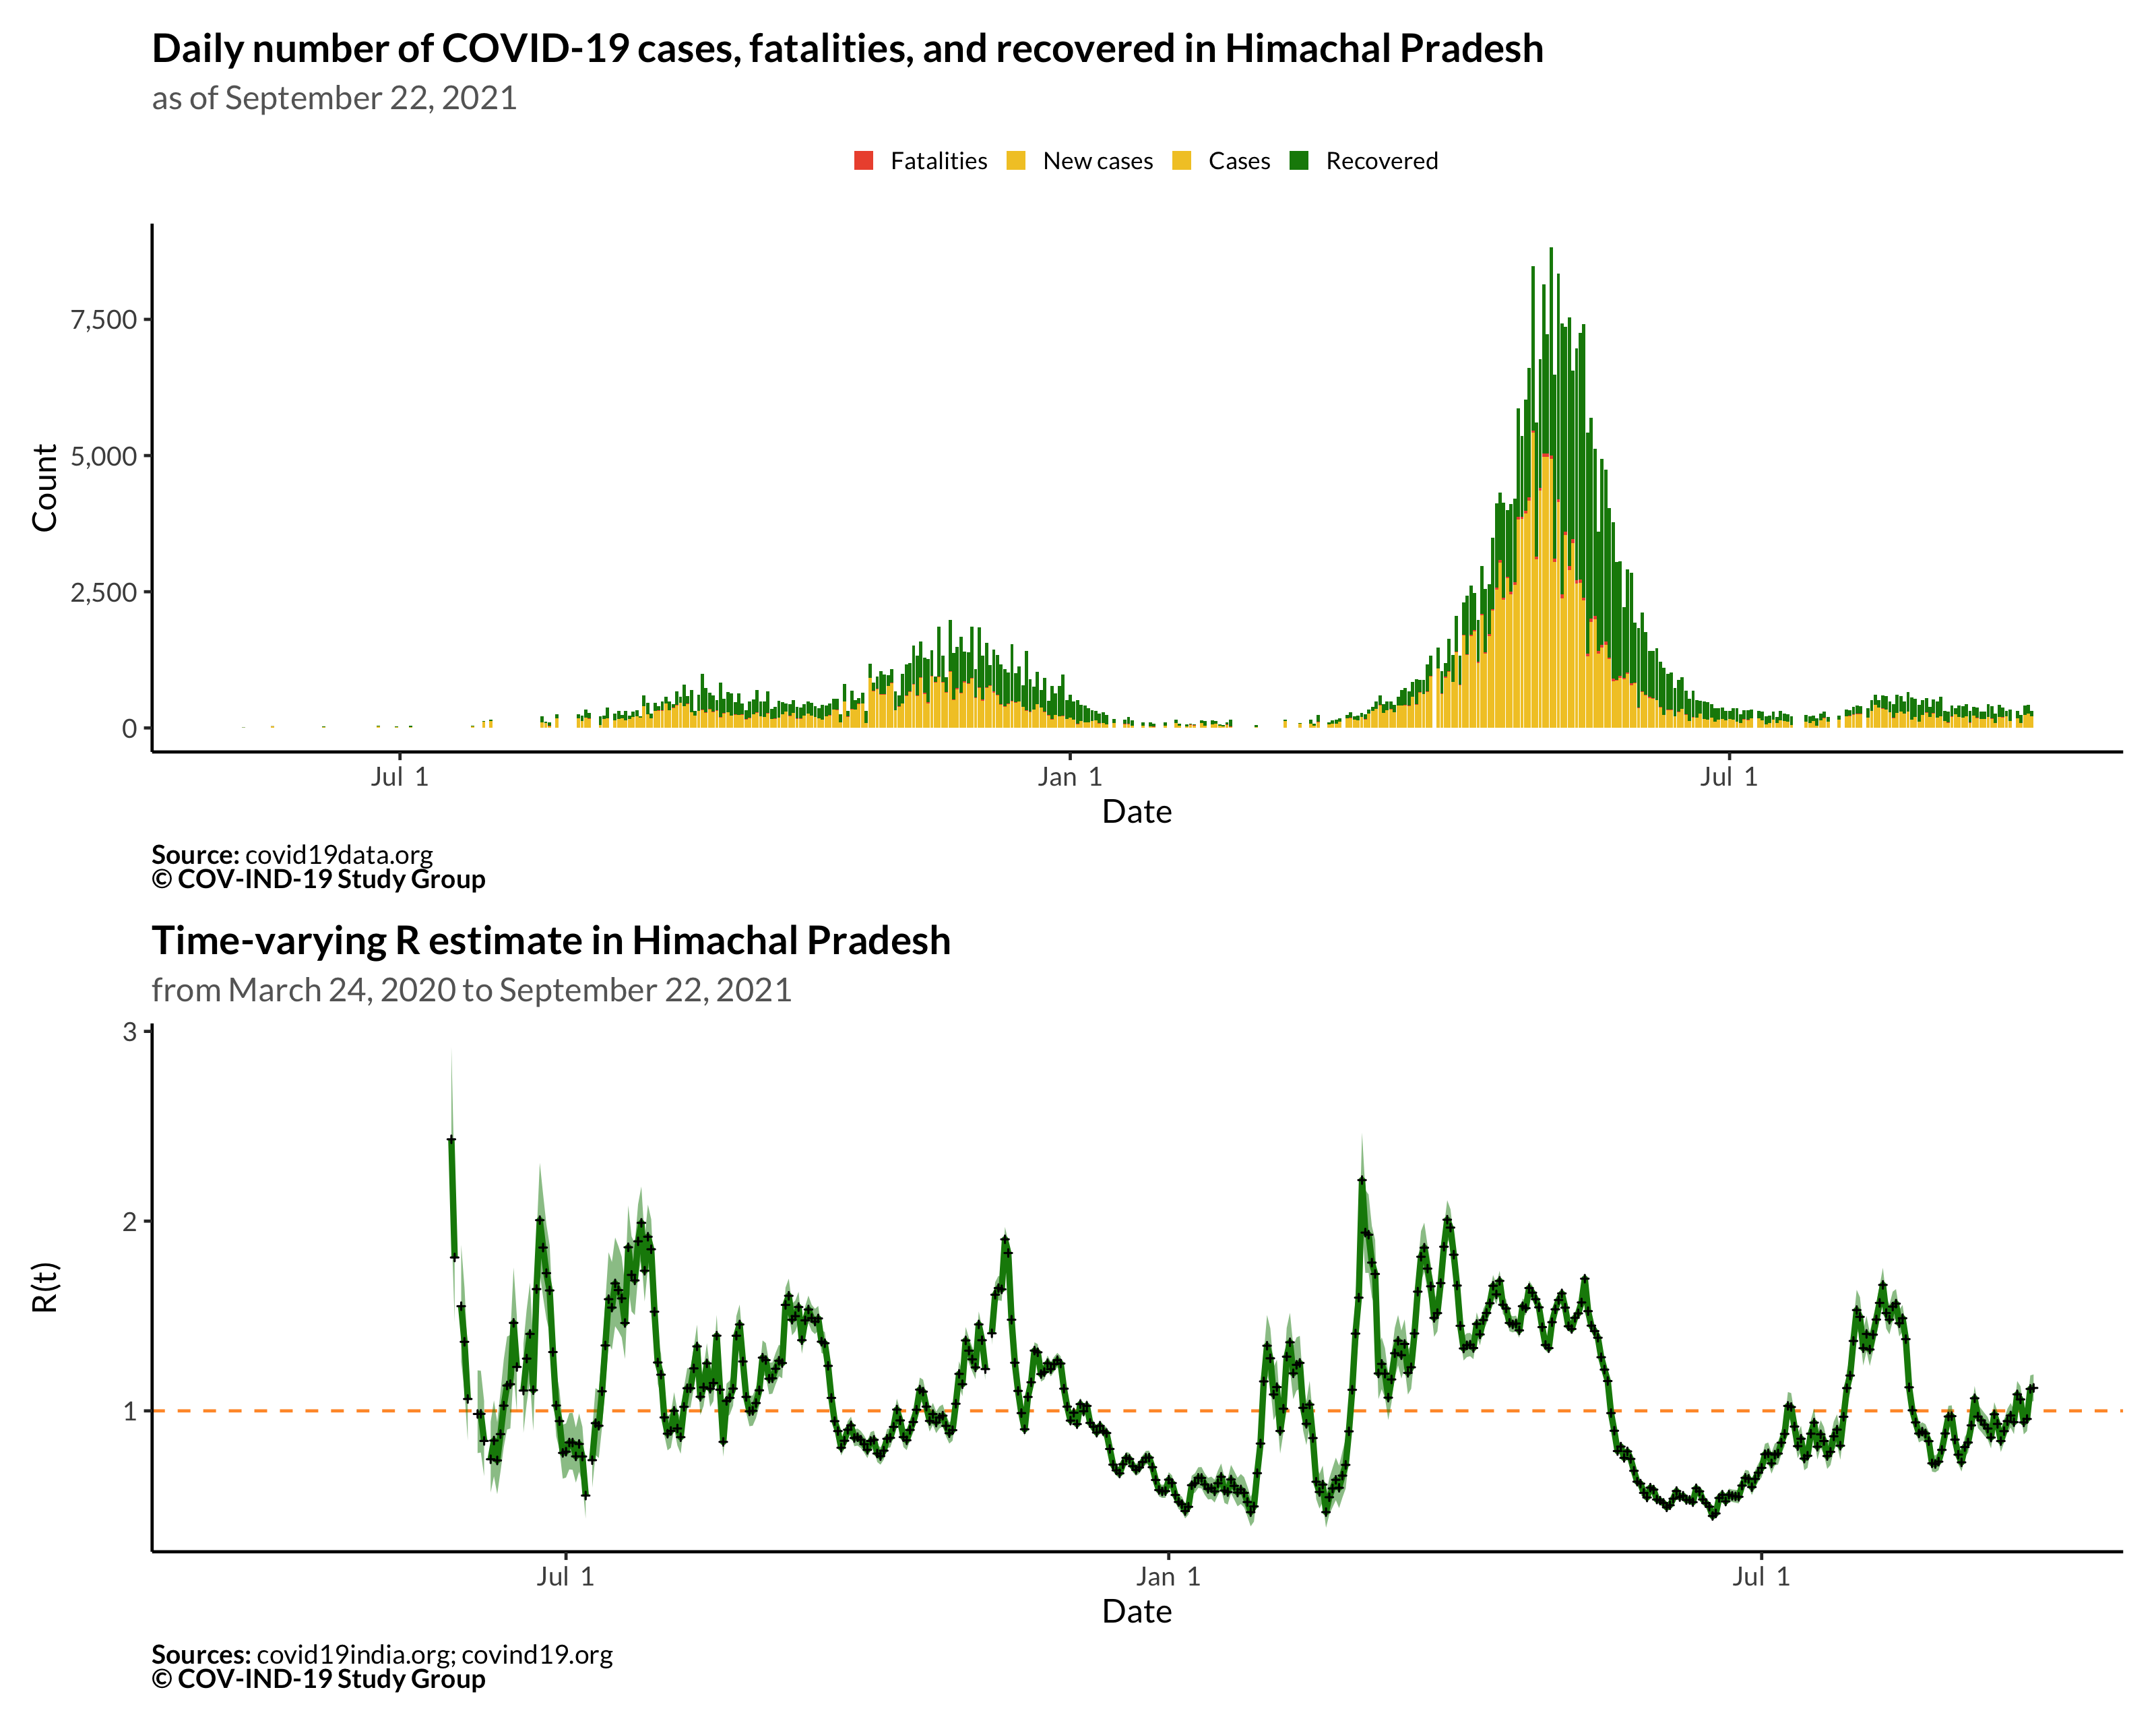 Daily number of COVID-19 cases, fatalities, and recovered in Himachal Pradesh
as of September 22, 2021
Fatalities New cases Cases Recovered
7,500
5,000
2,500
0
Count
Jul 1 Jan 1 Jul 1
Date
Source: covid19data.org
© COV-IND-19 Study Group
Time-varying R estimate in Himachal Pradesh
from March 24, 2020 to September 22, 2021
3
2
1
R(t)
Jul 1 Jan 1 Jul 1
Date
Sources: covid19india.org; covind19.org
© COV-IND-19 Study Group